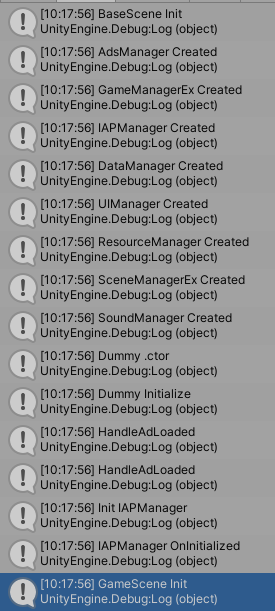 [10:17:56] BaseScene Init
UnityEngine.Debug:Log (object)
[10:17:56] AdsManager Created
UnityEngine.Debug:Log (object)
[10:17:56] GameManagerEx Created
UnityEngine.Debug:Log (object)
[10:17:56] IAPManager Created
UnityEngine.Debug:Log (object)
[10:17:56] DataManager Created
UnityEngine.Debug:Log (object)
[10:17:56] UIManager Created
UnityEngine.Debug:Log (object)
[10:17:56] ResourceManager Created
UnityEngine.Debug:Log (object)
[10:17:56] SceneManagerEx Created
UnityEngine.Debug:Log (object)
[10:17:56] SoundManager Created
UnityEngine.Debug:Log (object)
[10:17:56] Dummy .ctor
UnityEngine.Debug:Log (object)
[10:17:56] Dummy Initialize
UnityEngine.Debug:Log (object)
[10:17:56] HandleAdLoaded
UnityEngine.Debug:Log (object)
[10:17:56] HandleAdLoaded
UnityEngine.Debug:Log (object)
[10:17:56] Init IAPManager
UnityEngine.Debug:Log (object)
[10:17:56] IAPManager OnInitialized
UnityEngine.Debug:Log (object)
[10:17:56] GameScene Init
UnityEngine.Debug:Log (object)